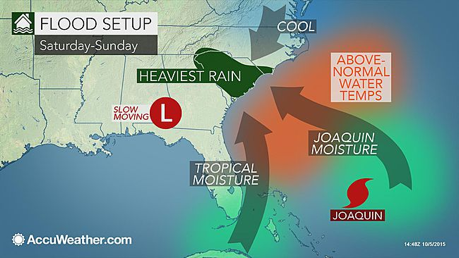 FLOOD SETUP
Saturday-Sunday
COOL
HEAVIEST RAIN
ABOVE-
NORMAL
WATER
TEMPS
SLOW
MOVING
L
JOAQUIN
MOISTURE
TROPICAL
MOISTURE
JOAQUIN
AccuWeather.com
14:48Z 10/5/2015